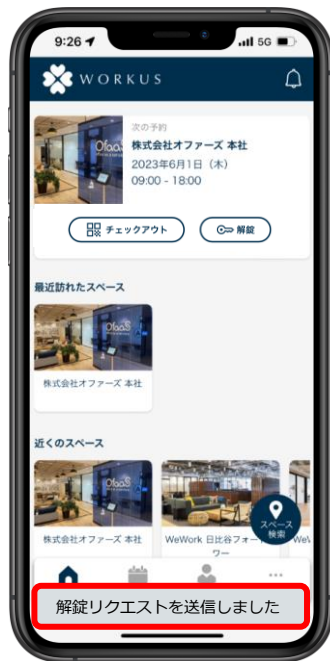 9:26
5G
WORKUS
次の予約
株式会社オファーズ 本社
2023年6月1日（木）
09:00 - 18:00
チェックアウト
解錠
最近訪れたスペース
株式会社オファーズ 本社
近くのスペース
株式会社オファーズ 本社
WeWork 日比谷フォー
ワー
スペース
検索
解錠リクエストを送信しました